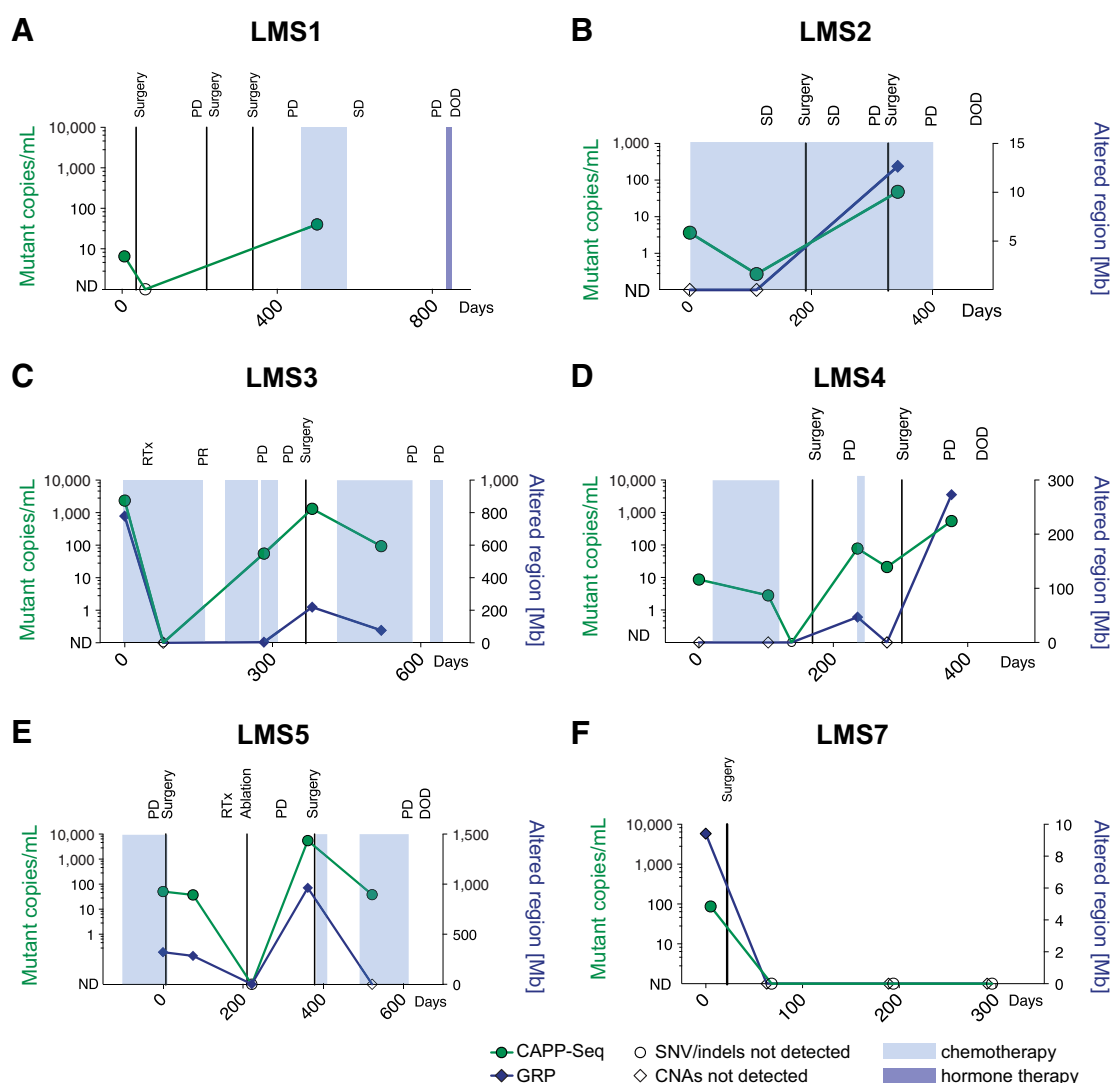 A
LMS1
Surgery
PD
Surgery
Surgery
PD
SD
PD
DOD
Mutant copies/mL
10,000
1,000
100
10
ND
0
400
800
Days
B
LMS2
SD
Surgery
SD
PD
Surgery
PD
DOD
Mutant copies/mL
1,000
100
10
1
ND
15
10
5
Altered region [Mb]
0
200
400
Days
C
LMS3
RTx
PR
PD
PD
Surgery
PD
PD
Mutant copies/mL
10,000
1,000
100
10
1
ND
1,000
800
600
400
200
0
Altered region [Mb]
0
300
600
Days
D
LMS4
Surgery
PD
Surgery
PD
DOD
Mutant copies/mL
10,000
1,000
100
10
1
ND
300
200
100
0
Altered region [Mb]
0
200
400
Days
E
LMS5
PD
Surgery
RTx
Ablation
PD
Surgery
PD
DOD
Mutant copies/mL
10,000
1,000
100
10
1
ND
1,500
1,000
500
0
Altered region [Mb]
0
200
400
600
Days
F
LMS7
Surgery
Mutant copies/mL
10,000
1,000
100
10
ND
10
8
6
4
2
0
Altered region [Mb]
0
100
200
300
Days
CAPP-Seq
SNV/indels not detected
chemotherapy
GRP
CNAs not detected
hormone therapy